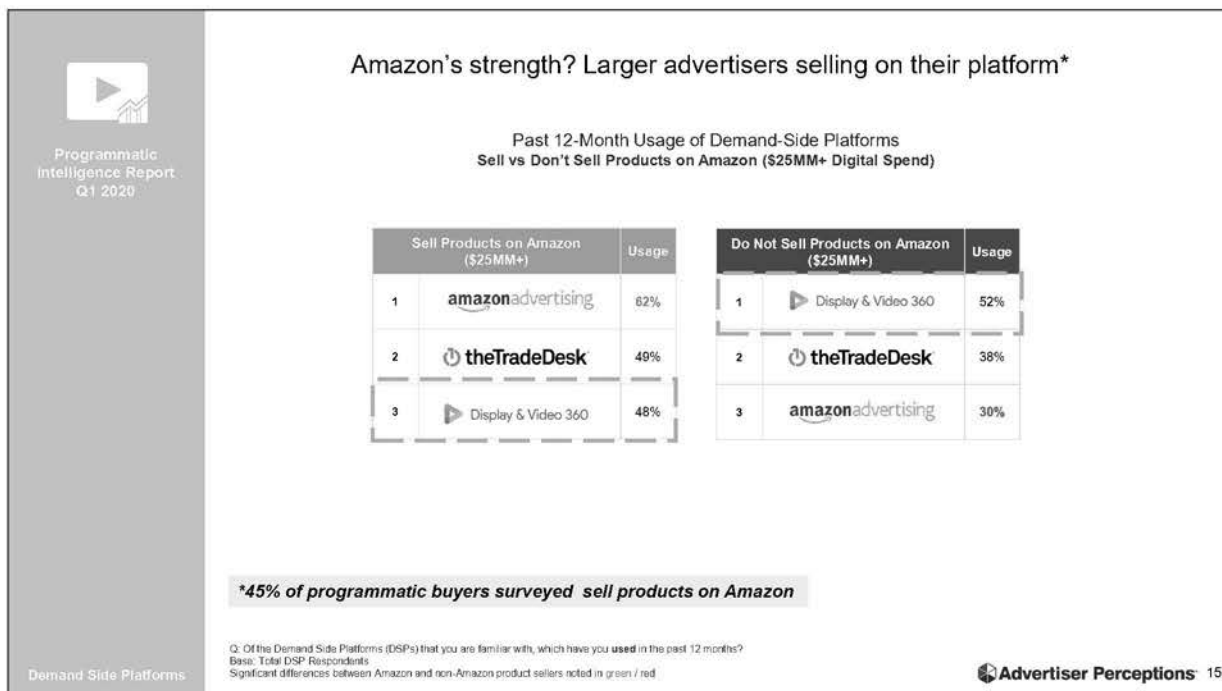 Amazon's strength? Larger advertisers selling on their platform*
Programmatic
Intelligence Report
Q1 2020
Past 12-Month Usage of Demand-Side Platforms
Sell vs Don't Sell Products on Amazon ($25MM+ Digital Spend)
Sell Products on Amazon
($25MM+)
Usage
1
amazonadvertising
62%
2
theTradeDesk
49%
3
Display & Video 360
48%
Do Not Sell Products on Amazon
($25MM+)
Usage
1
Display & Video 360
52%
2
theTradeDesk
38%
3
amazonadvertising
30%
*45% of programmatic buyers surveyed sell products on Amazon
Q: Of the Demand Side Platforms (DSPs) that you are familiar with, which have you used in the past 12 months?
Base: Total DSP Respondents
Significant differences between Amazon and non-Amazon product sellers noted in green / red
Demand Side Platforms
Advertiser Perceptions 15